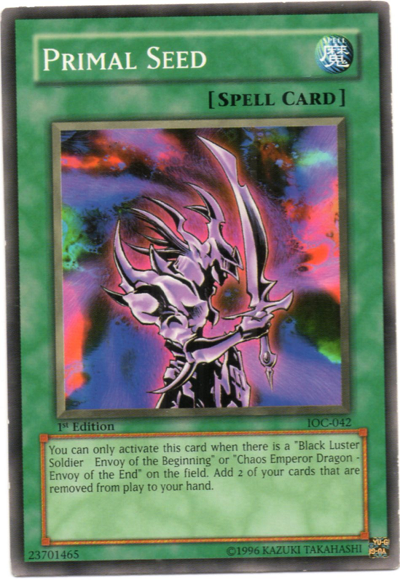 PRIMAL SEED
SPELL
魔
[SPELL CARD]
1st Edition
IOC-042
You can only activate this card when there is a "Black Luster
Soldier   Envoy of the Beginning" or "Chaos Emperor Dragon -
Envoy of the End" on the field. Add 2 of your cards that are
removed from play to your hand.
23701465
©1996 KAZUKI TAKAHASHI